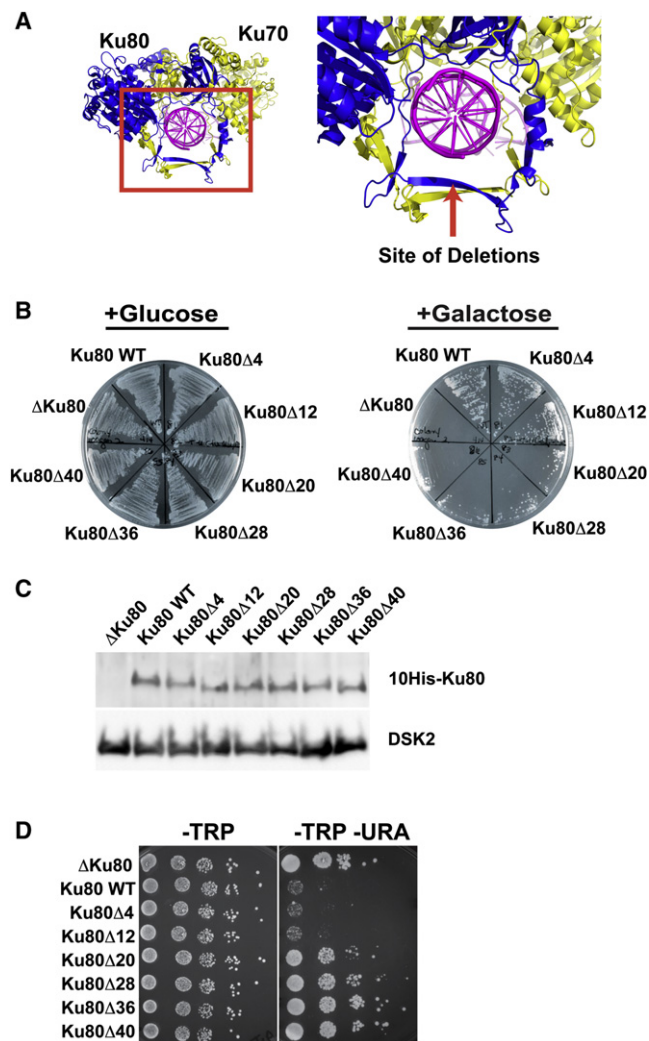 A
Ku80
Ku70
Site of Deletions
B
+Glucose
Ku80 WT
Ku80Δ4
ΔKu80
Ku80Δ12
Ku80Δ40
Ku80Δ20
Ku80Δ36
Ku80Δ28
+Galactose
Ku80 WT
Ku80Δ4
ΔKu80
Ku80Δ12
Ku80Δ40
Ku80Δ20
Ku80Δ36
Ku80Δ28
C
ΔKu80
Ku80 WT
Ku80Δ4
Ku80Δ12
Ku80Δ20
Ku80Δ28
Ku80Δ36
Ku80Δ40
10His-Ku80
DSK2
D
-TRP
-TRP -URA
ΔKu80
Ku80 WT
Ku80Δ4
Ku80Δ12
Ku80Δ20
Ku80Δ28
Ku80Δ36
Ku80Δ40